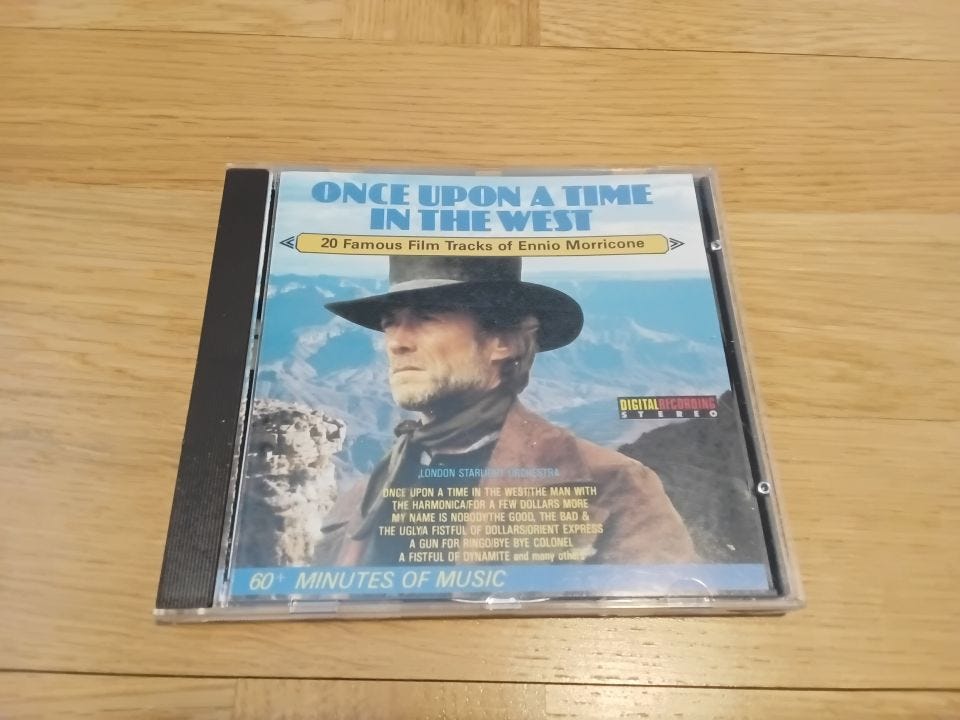 ONCE UPON A TIME
IN THE WEST
20 Famous Film Tracks of Ennio Morricone
DIGITAL RECORDING
STEREO
LONDON STARLIGHT ORCHESTRA
ONCE UPON A TIME IN THE WEST/THE MAN WITH
THE HARMONICA/FOR A FEW DOLLARS MORE
MY NAME IS NOBODY/THE GOOD, THE BAD &
THE UGLY/A FISTFUL OF DOLLARS/ORIENT EXPRESS
A GUN FOR RINGO/BYE BYE COLONEL
A FISTFUL OF DYNAMITE and many others
60+ MINUTES OF MUSIC